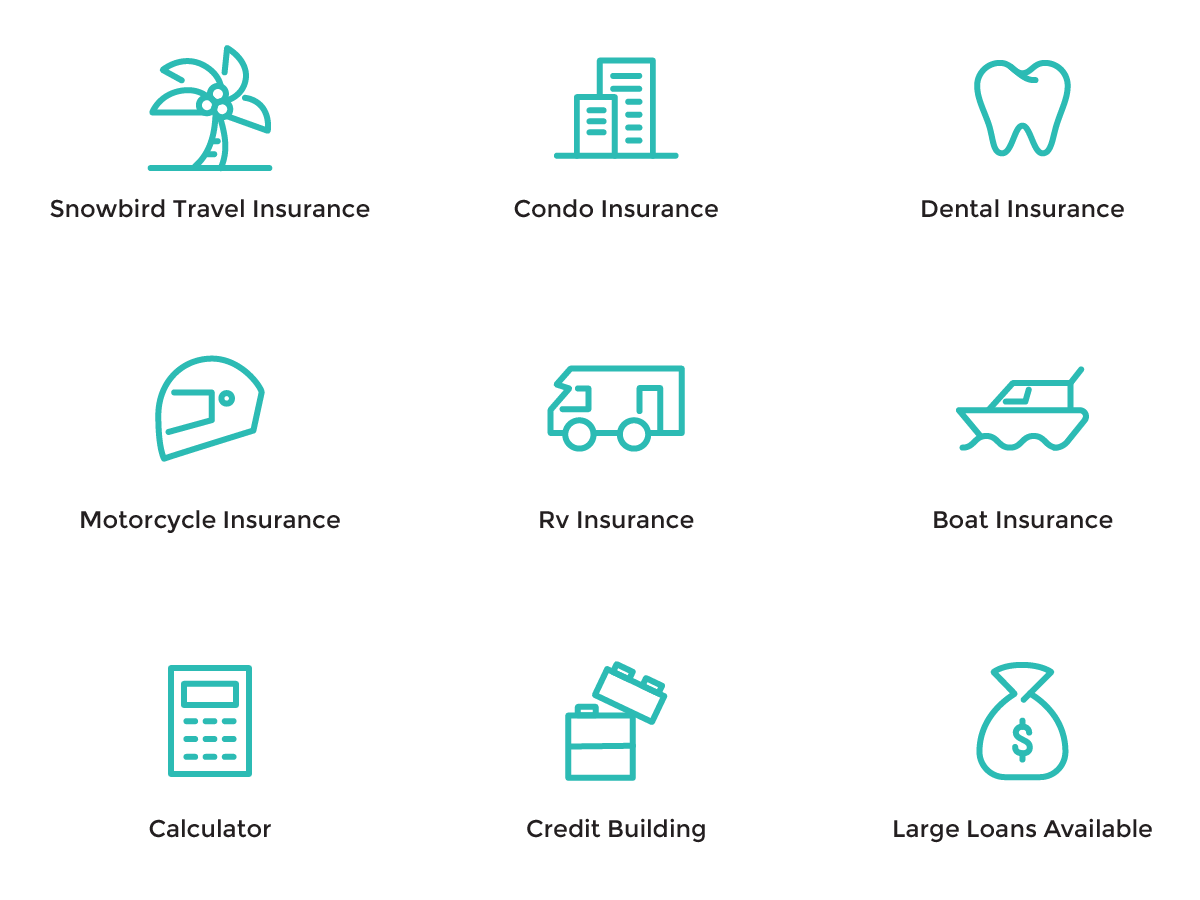 Snowbird Travel Insurance
Condo Insurance
Dental Insurance
Motorcycle Insurance
Rv Insurance
Boat Insurance
$
Calculator
Credit Building
Large Loans Available